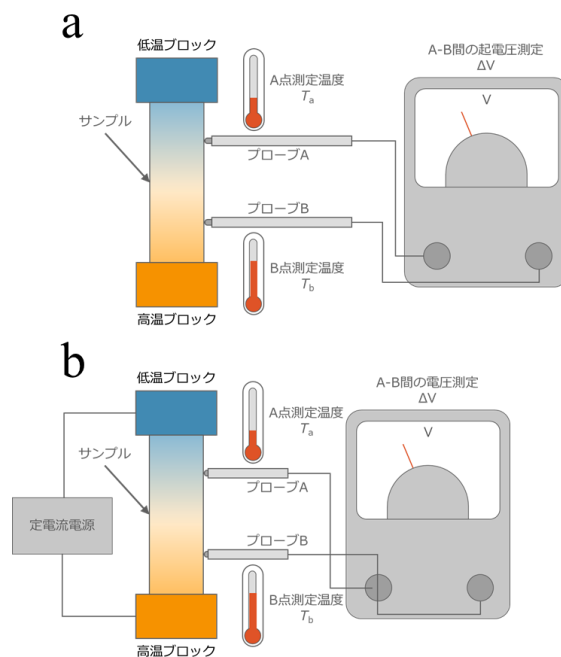 a
低温ブロック
A点測定温度
Ta
サンプル
プローブA
プローブB
B点測定温度
Tb
高温ブロック
A-B間の起電圧測定
ΔV
V
b
低温ブロック
A点測定温度
Ta
サンプル
プローブA
定電流電源
プローブB
B点測定温度
Tb
高温ブロック
A-B間の電圧測定
ΔV
V